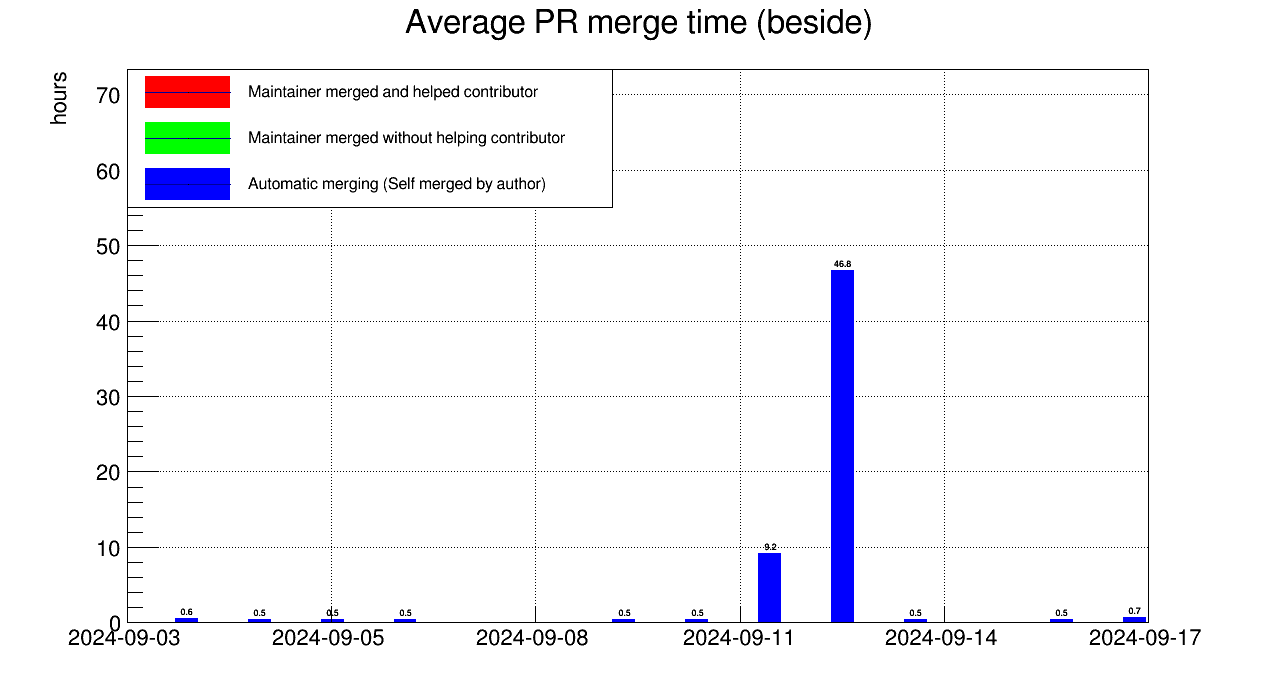 Average PR merge time (beside)
hours
Maintainer merged and helped contributor
Maintainer merged without helping contributor
Automatic merging (Self merged by author)
70
60
50
40
30
20
10
0
46.8
9.2
0.6 0.5 0.5 0.5 0.5 0.5 0.5 0.5 0.7
2024-09-03 2024-09-05 2024-09-08 2024-09-11 2024-09-14 2024-09-17